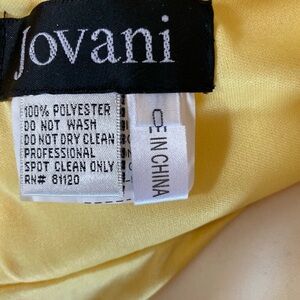 Jovani
100% POLYESTER
DO NOT WASH
DO NOT DRY CLEAN
PROFESSIONAL
SPOT CLEAN ONLY
RN# 81120
IN CHINA